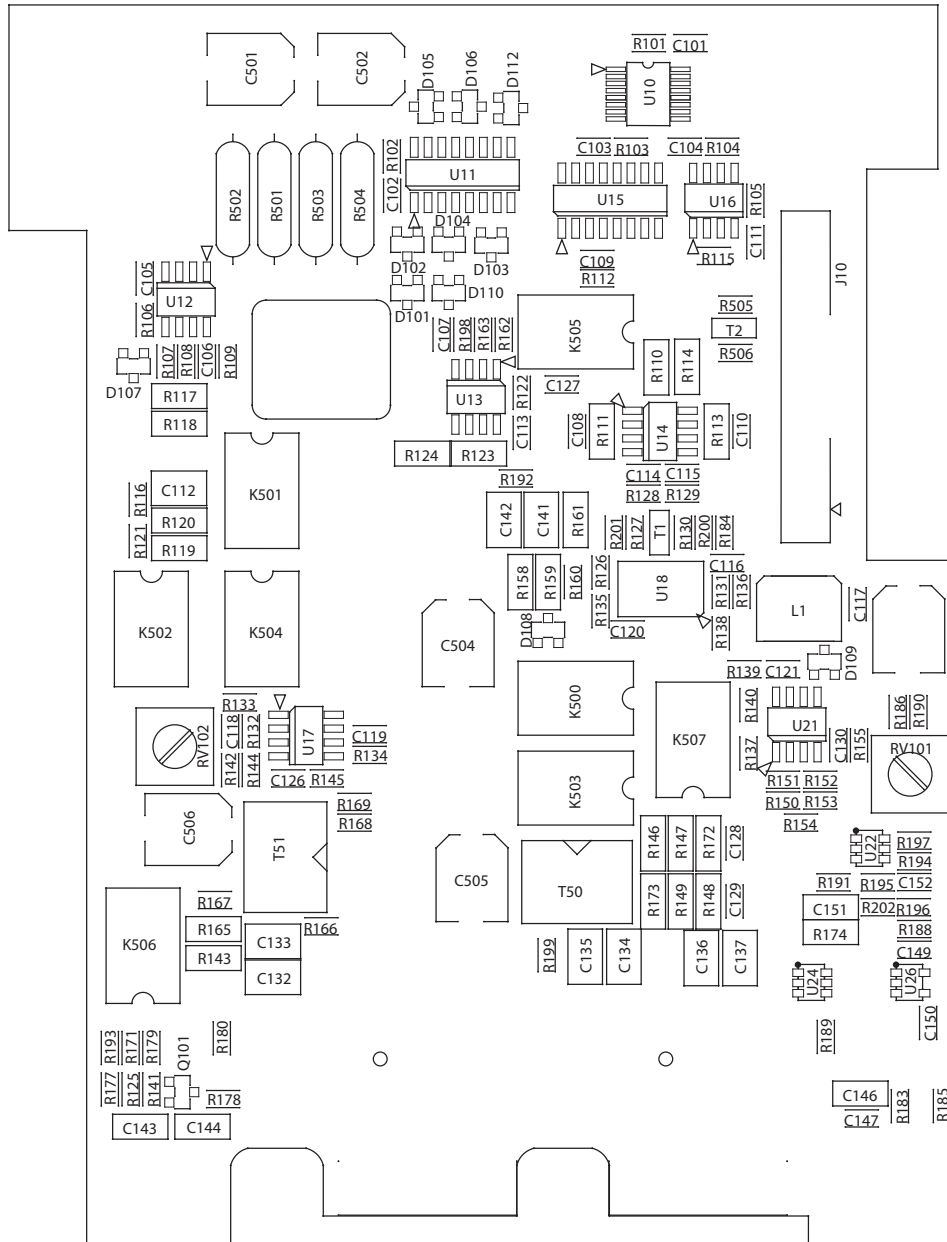 C501
C502
D105
D106
D112
R101
C101
U10
R102
C102
U11
C103
R103
C104
R104
U15
U16
R105
C111
R115
R502
R501
R503
R504
D104
D102
D103
C109
R112
J10
C105
R106
U12
D101
D110
K505
R505
T2
R506
R107
R108
C106
R109
D107
C107
R198
R163
R162
R110
R114
R117
R118
U13
R122
C113
C127
C108
R111
U14
R113
C110
R124
R123
R192
C114
C115
R128
R129
K501
R116
C112
R120
R121
R119
C142
C141
R161
R201
R127
T1
R130
R200
R184
C116
K502
K504
R158
R159
R160
R126
R135
U18
R131
R136
L1
C117
C504
D108
C120
R138
D109
R139
C121
K500
R133
RV102
C118
R132
R142
R144
U17
C119
R134
C126
R145
K507
R140
R137
U21
C130
R155
R186
R190
RV101
K503
R151
R152
R150
R153
R154
R169
R168
C506
T51
C505
T50
R146
R147
R172
C128
U22
R197
R194
R173
R149
R148
C129
R191
R195
C152
C151
R202
R196
R174
R188
C149
K506
R167
R165
R166
C133
R143
C132
R199
C135
C134
C136
C137
U24
U26
C150
R189
R193
R171
R179
R180
Q101
R177
R125
R141
R178
C143
C144
C146
C147
R183
R185